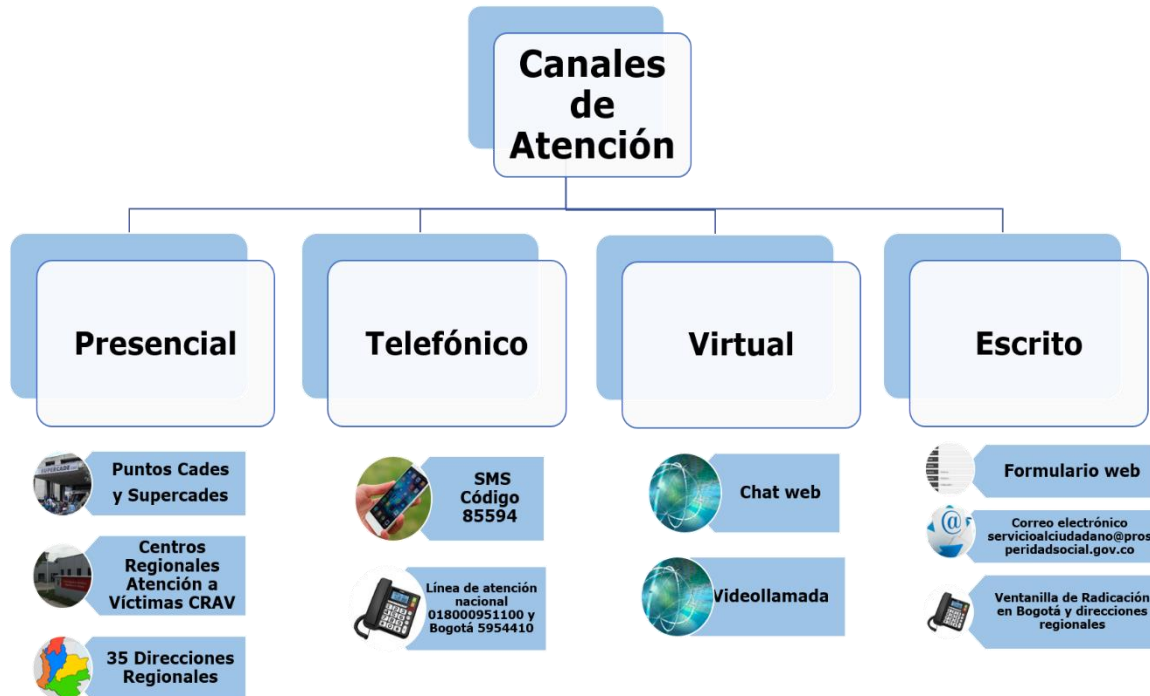 Canales
de
Atención
Presencial
Telefónico
Virtual
Escrito
SUPERCADE
Puntos Cades
y Supercades
Centros
Regionales
Atención a
Víctimas CRAV
35 Direcciones
Regionales
SMS
Código
85594
Línea de atención
nacional
018000951100 y
Bogotá 5954410
Chat web
Videollamada
Formulario web
@
Correo electrónico
servicioalciudadano@pros
peridadsocial.gov.co
Ventanilla de Radicación
en Bogotá y direcciones
regionales